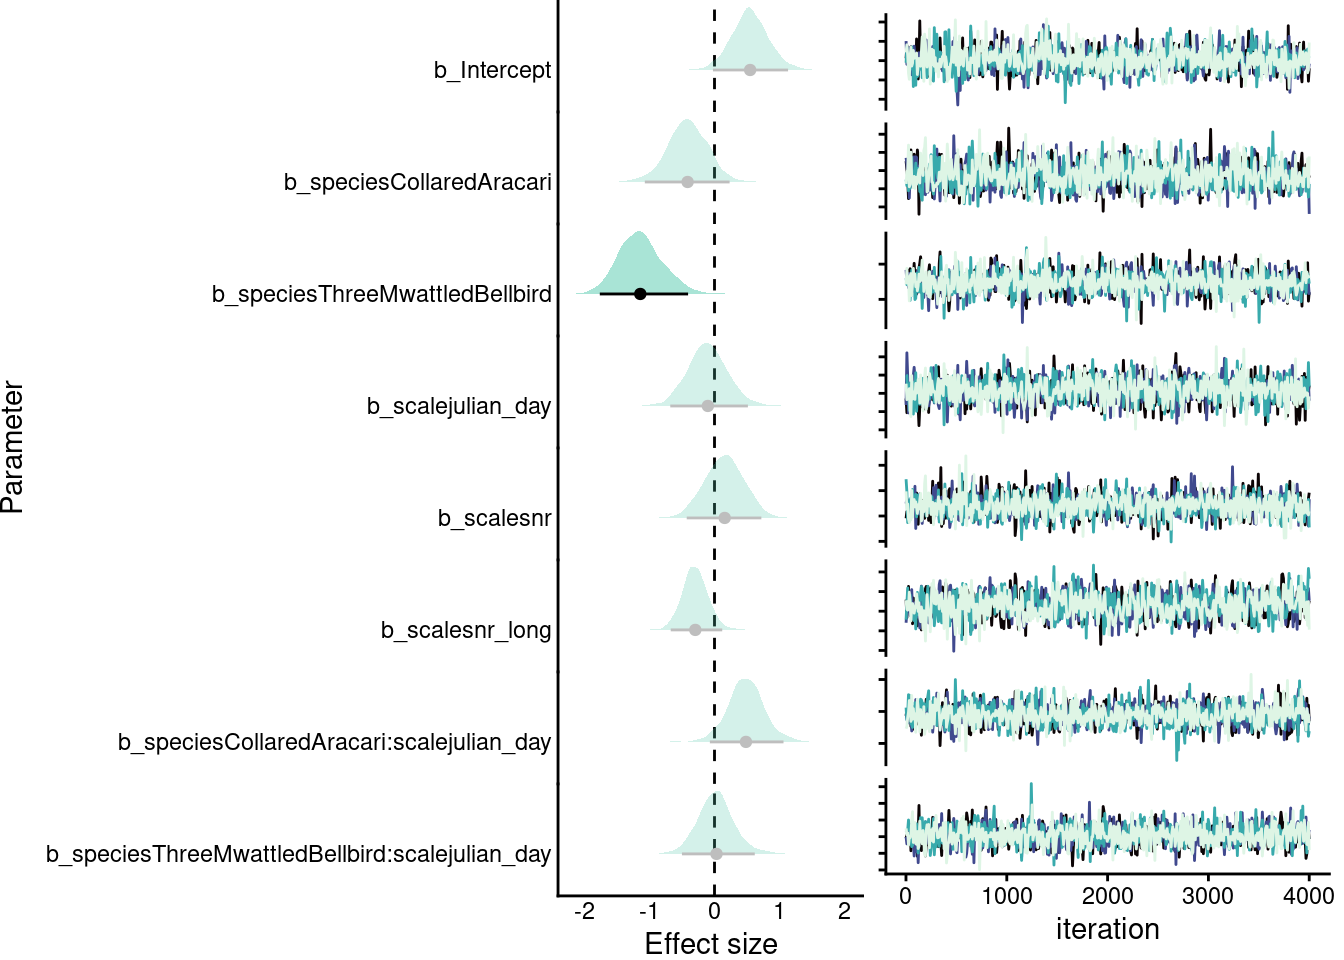 Parameter
b_Intercept
b_speciesCollaredAracari
b_speciesThreeMwattledBellbird
b_scalejulian_day
b_scalesnr
b_scalesnr_long
b_speciesCollaredAracari:scalejulian_day
b_speciesThreeMwattledBellbird:scalejulian_day
-2 -1 0 1 2
Effect size
0 1000 2000 3000 4000
iteration